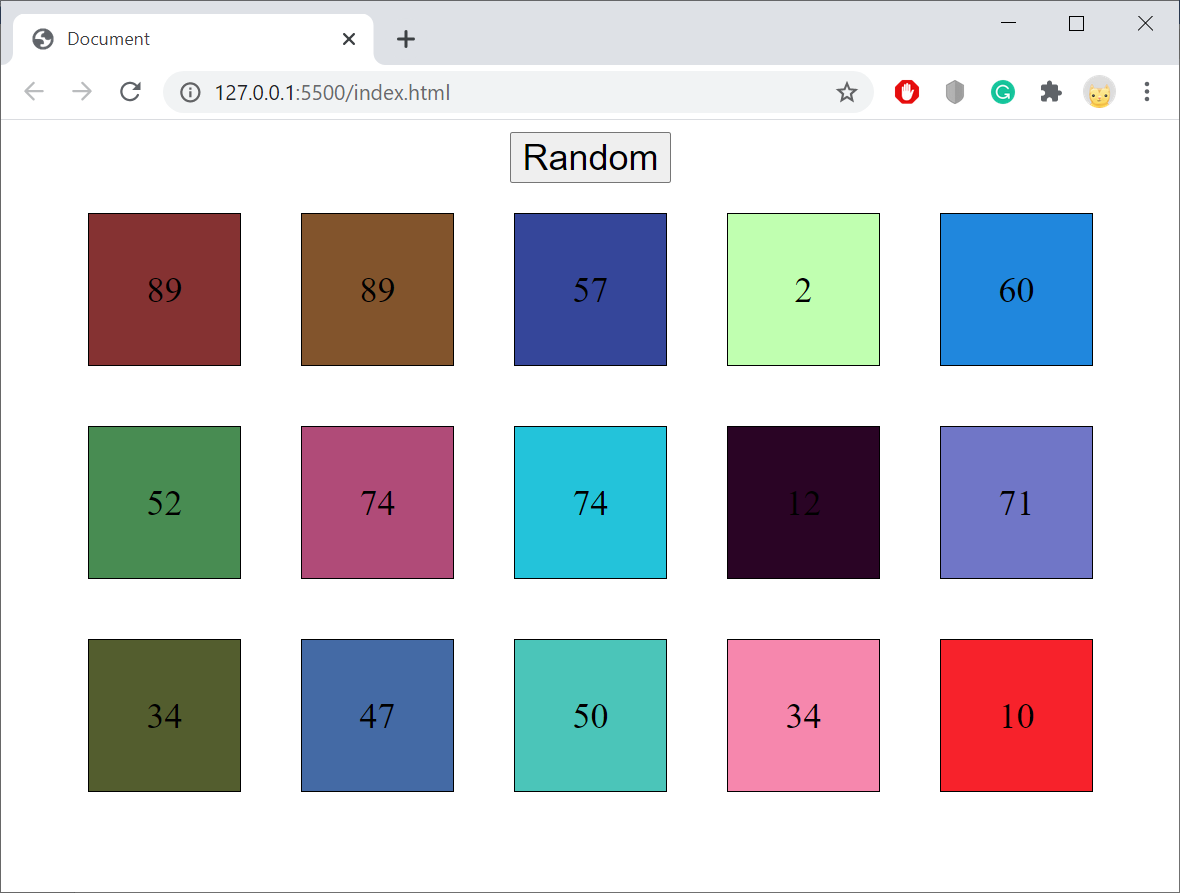 Document
127.0.0.1:5500/index.html
Random
89 89 57 2 60
52 74 74 12 71
34 47 50 34 10